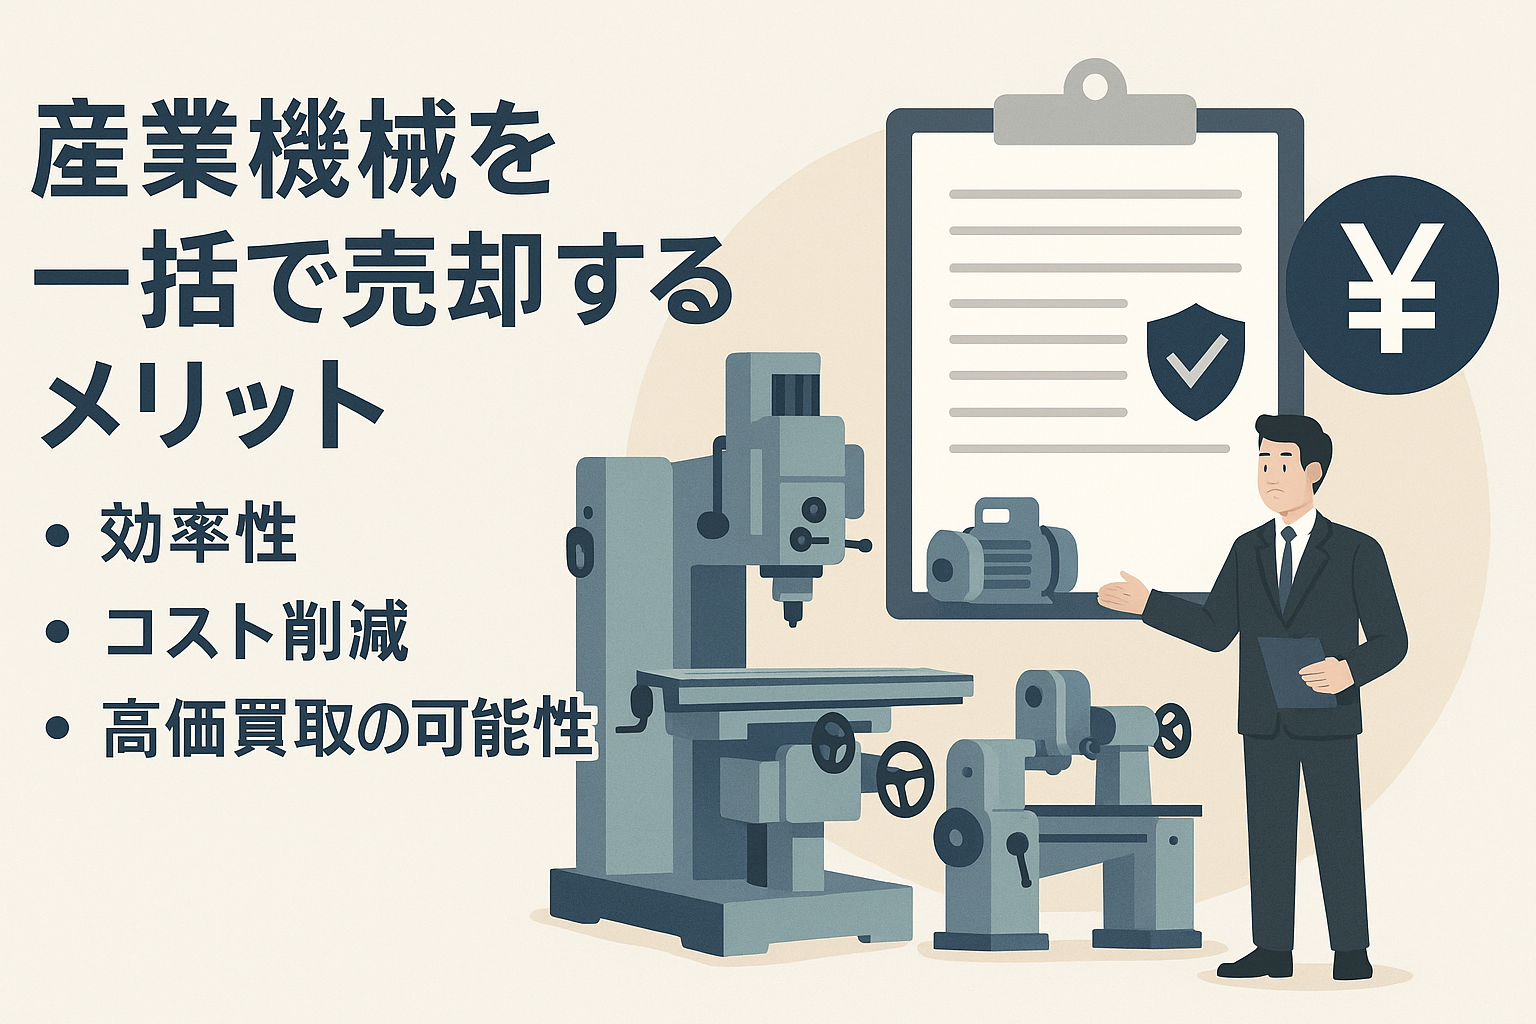 産業機械を
一括で売却する
メリット
• 効率性
• コスト削減
• 高価買取の可能性
¥